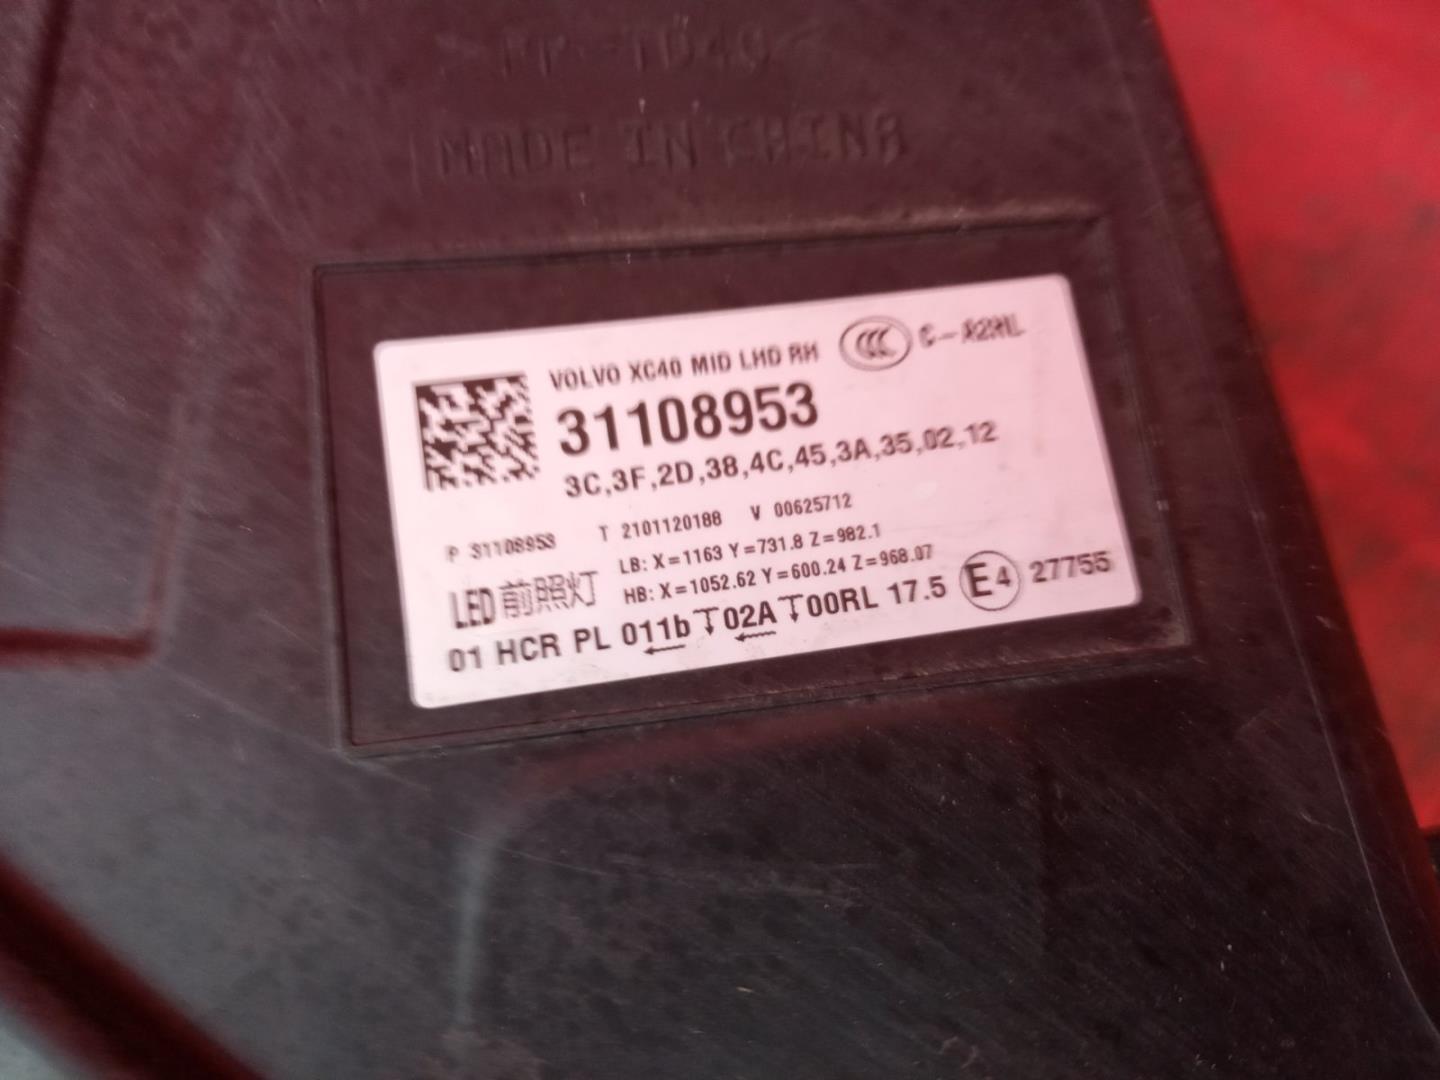 MADE IN CHINA
VOLVO XC40 MID LHD RH
31108953
3C,3F,2D,38,4C,45,3A,35,02,12
P 31108953 T 2101120188 V 00625712
LB: X=1163 Y=731.8 Z=982.1
LED前照灯 HB: X=1052.62 Y=600.24 Z=968.07
01 HCR PL 011b 02A 00RL 17.5 E4 27755